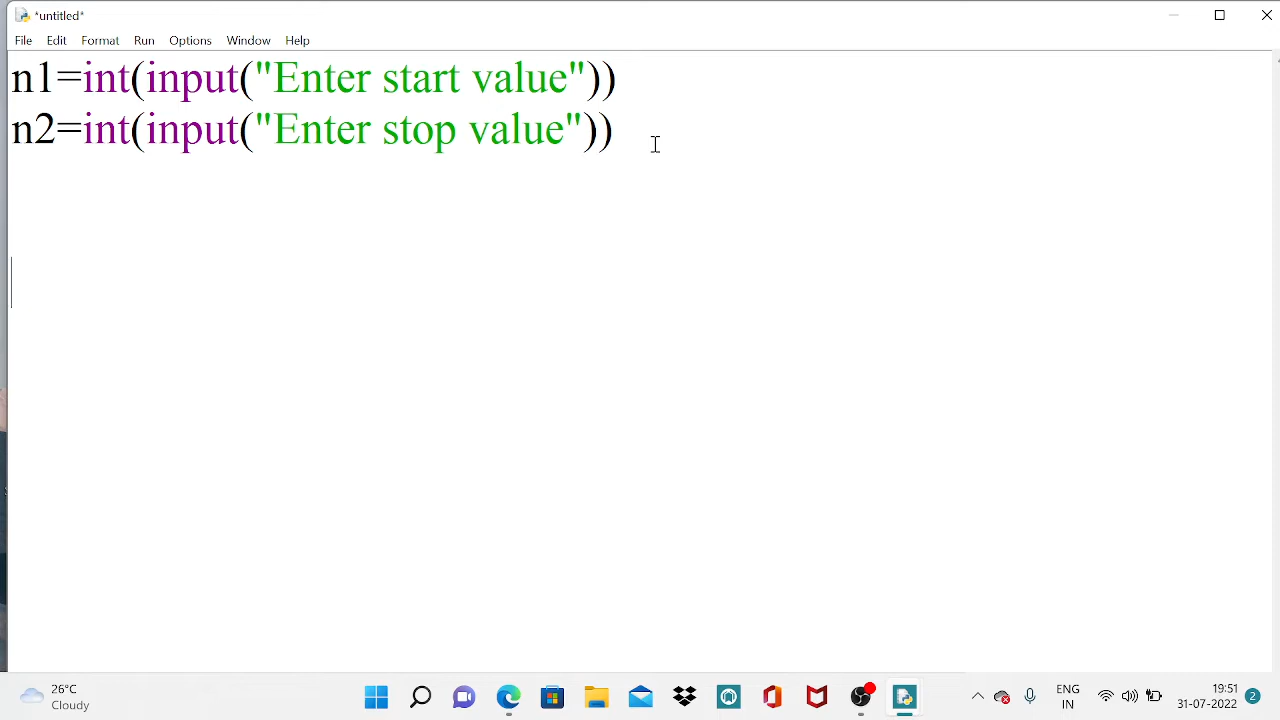 *untitled*
File Edit Format Run Options Window Help
n1=int(input("Enter start value"))
n2=int(input("Enter stop value"))
26°C
Cloudy
ENG
IN
19:51
31-07-2022
2